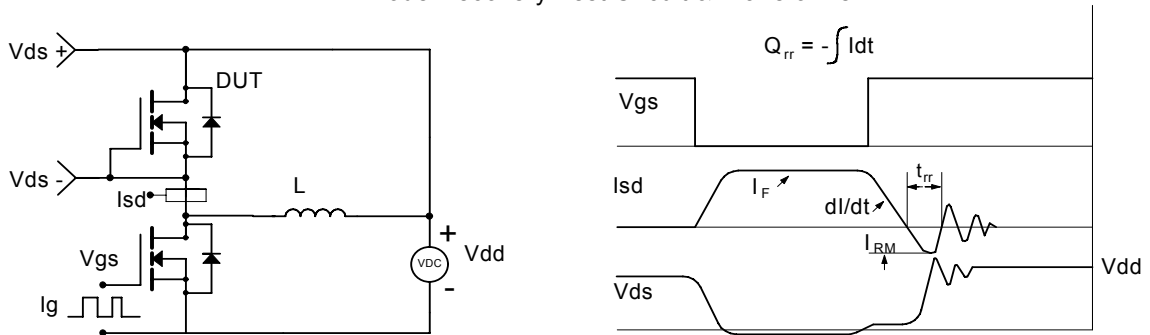 Q_rr = -∫Idt
Vds +
DUT
Vds -
Isd
L
Vgs
Ig
+
VDC
-
Vdd
Vgs
Isd
I_F
dI/dt
t_rr
I_RM
Vds
Vdd